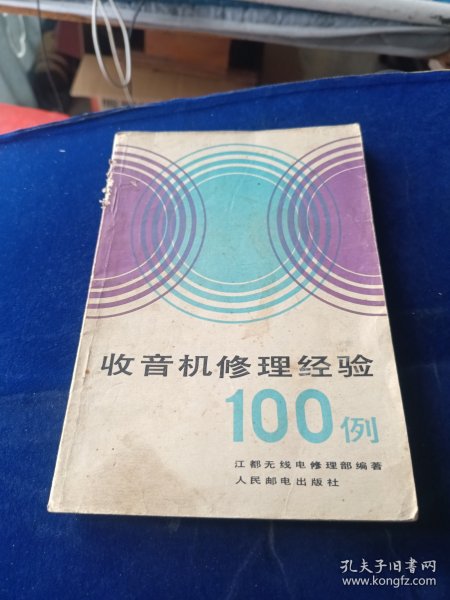 收音机修理经验
100例
江都无线电修理部编著
人民邮电出版社
孔夫子旧书网
www.kongfz.com